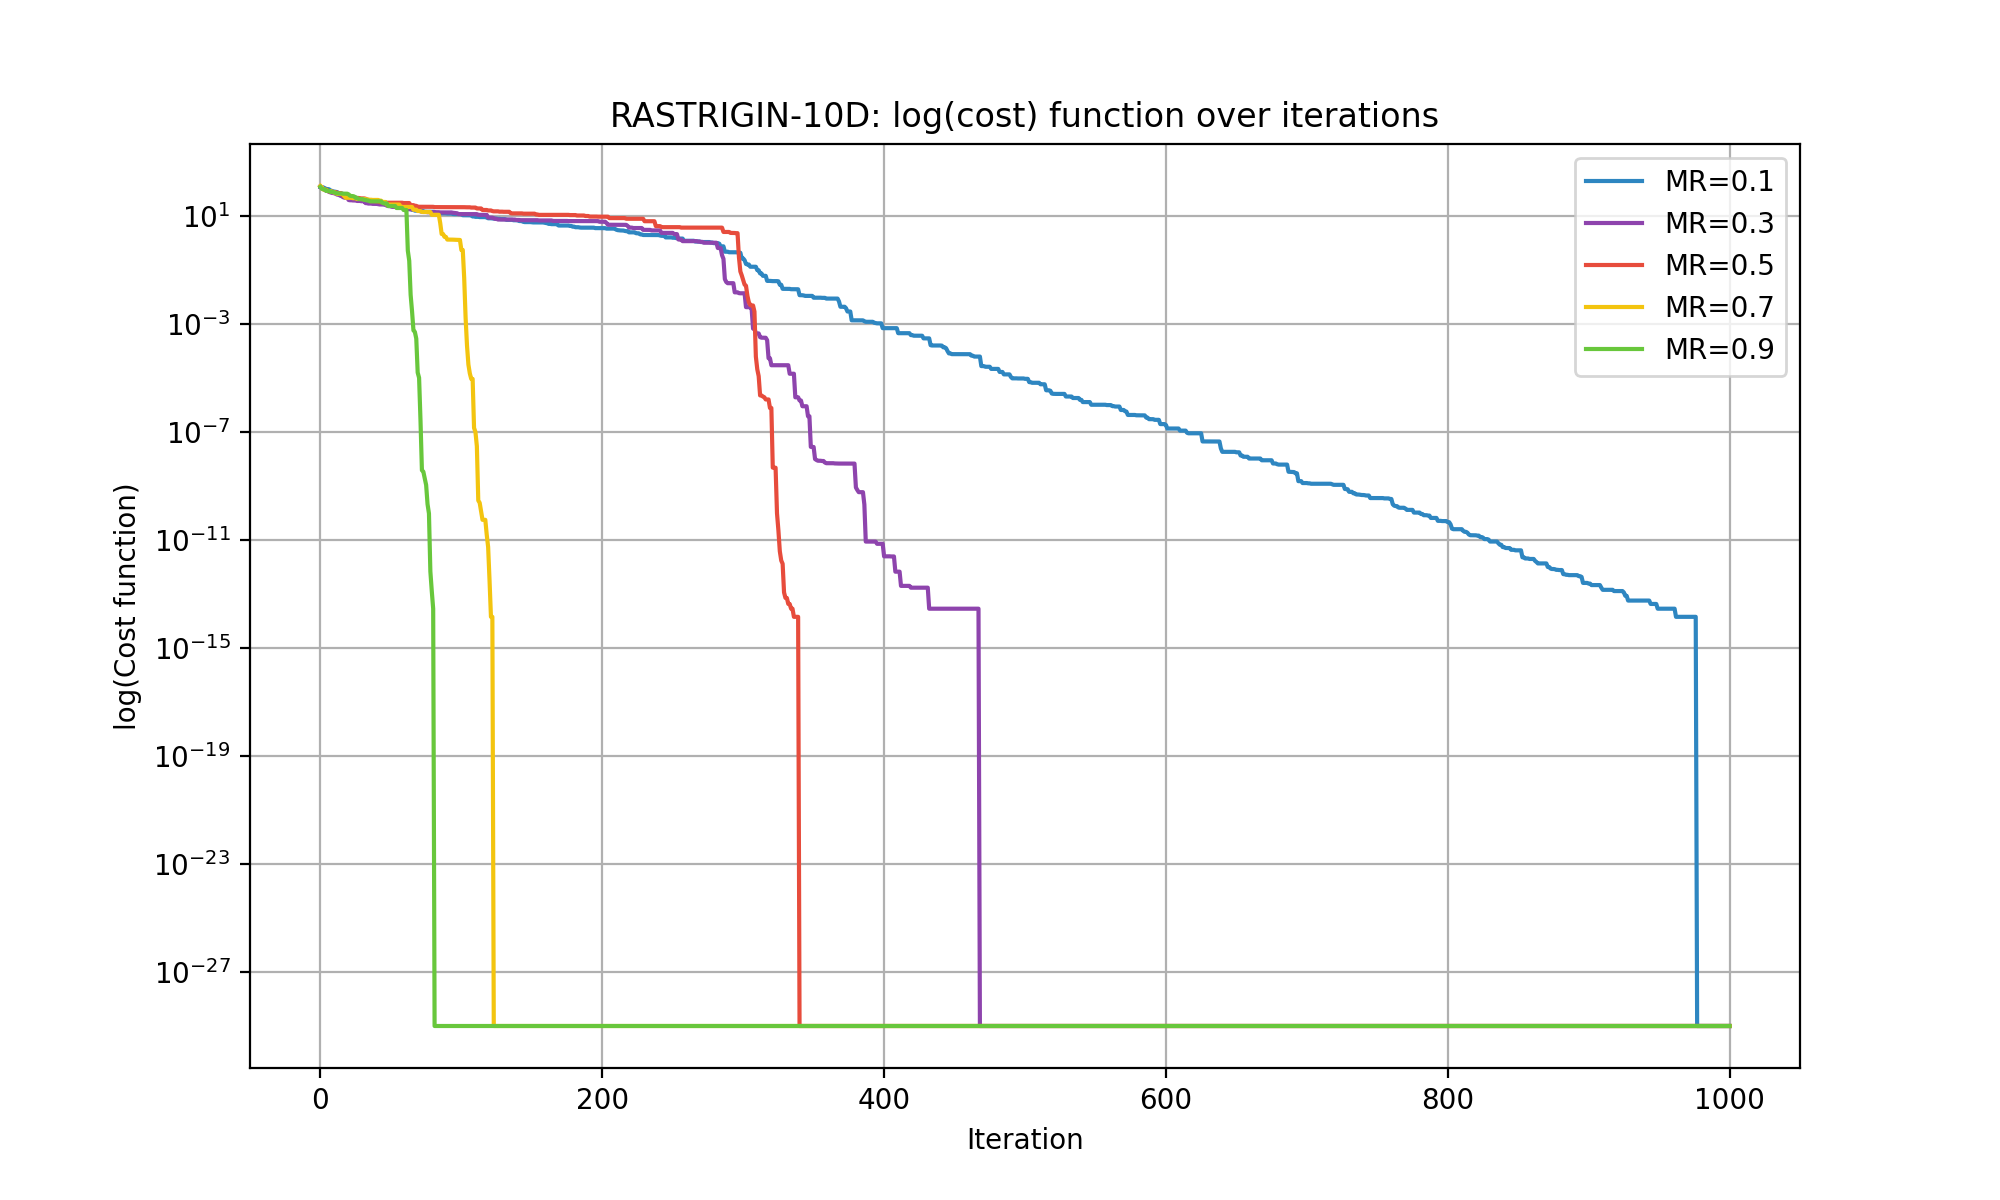 RASTRIGIN-10D: log(cost) function over iterations
MR=0.1
MR=0.3
MR=0.5
MR=0.7
MR=0.9
log(Cost function)
10¹
10⁻³
10⁻⁷
10⁻¹¹
10⁻¹⁵
10⁻¹⁹
10⁻²³
10⁻²⁷
0 200 400 600 800 1000
Iteration